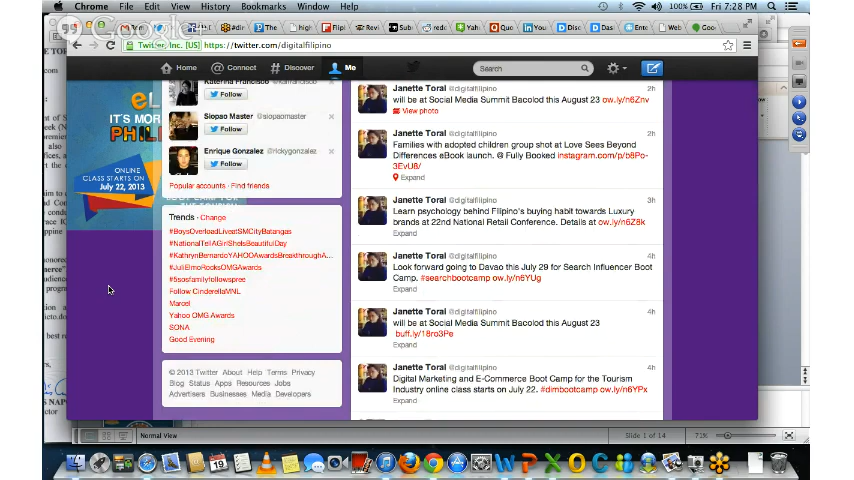 Chrome File Edit View History Bookmarks Window Help
100% Fri 7:28 PM
Twitter, Inc. [US] https://twitter.com/digitalfilipino
Home Connect Discover Me Search
Katerina Francisco
Follow
Siopao Master @siopaomaster
Follow
Enrique Gonzalez @rickygonzalez
Follow
Popular accounts · Find friends
IT'S MOR
ONLINE
CLASS STARTS ON
July 22, 2013
Trends · Change
#BoysOverloadLiveatSMCityBatangas
#NationalTellAGirlShelsBeautifulDay
#KathrynBernardoYAHOOAwardsBreakthroughA...
#JuliElmoRocksOMGAwards
#5sosfamilyfollowspree
Follow CinderellaMNL
Marcel
Yahoo OMG Awards
SONA
Good Evening
© 2013 Twitter About Help Terms Privacy
Blog Status Apps Resources Jobs
Advertisers Businesses Media Developers
Janette Toral @digitalfilipino 2h
will be at Social Media Summit Bacolod this August 23 ow.ly/n6Znv
View photo
Janette Toral @digitalfilipino 2h
Families with adopted children group shot at Love Sees Beyond
Differences eBook launch. @ Fully Booked instagram.com/p/b8Po-
3EvU8/
Expand
Janette Toral @digitalfilipino 4h
Learn psychology behind Filipino's buying habit towards Luxury
brands at 22nd National Retail Conference. Details at ow.ly/n6Z8k
Expand
Janette Toral @digitalfilipino 4h
Look forward going to Davao this July 29 for Search Influencer Boot
Camp. #searchbootcamp ow.ly/n6YUg
Expand
Janette Toral @digitalfilipino 4h
will be at Social Media Summit Bacolod this August 23
buff.ly/18ro3Pe
Expand
Janette Toral @digitalfilipino 4h
Digital Marketing and E-Commerce Boot Camp for the Tourism
Industry online class starts on July 22. #dimbootcamp ow.ly/n6YPx
Expand
Normal View Slide 1 of 14 71%